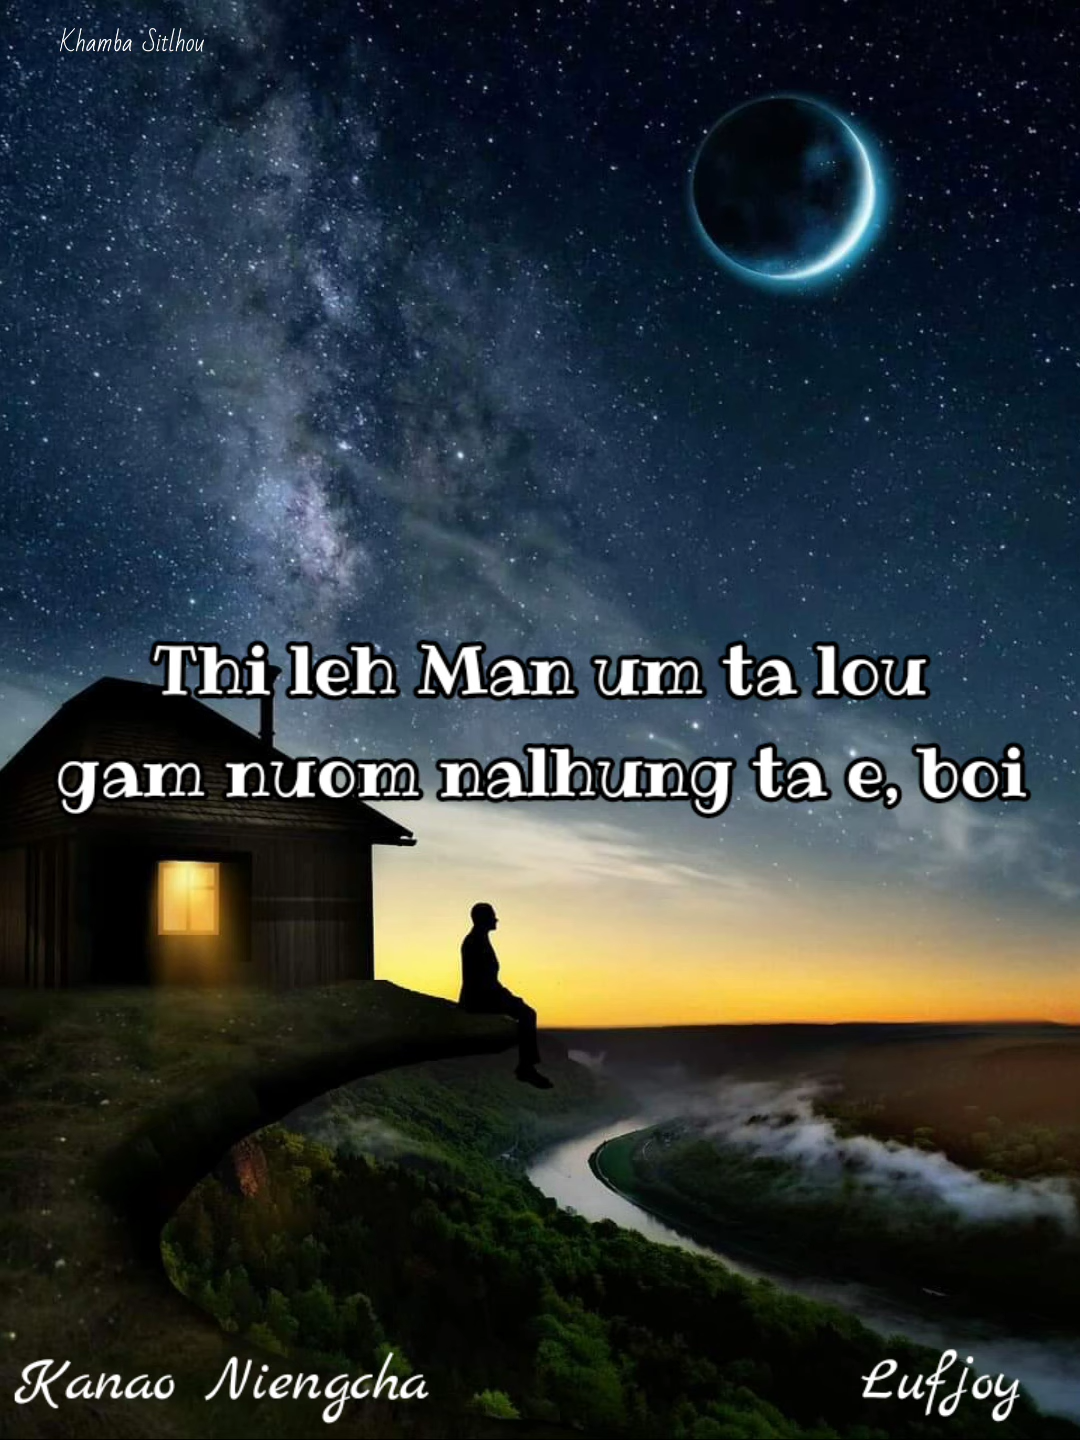 Khamba Sitlhou
Thi leh Man um ta lou
gam nuom nalhung ta e, boi
Kanao Niengcha
Lufjoy